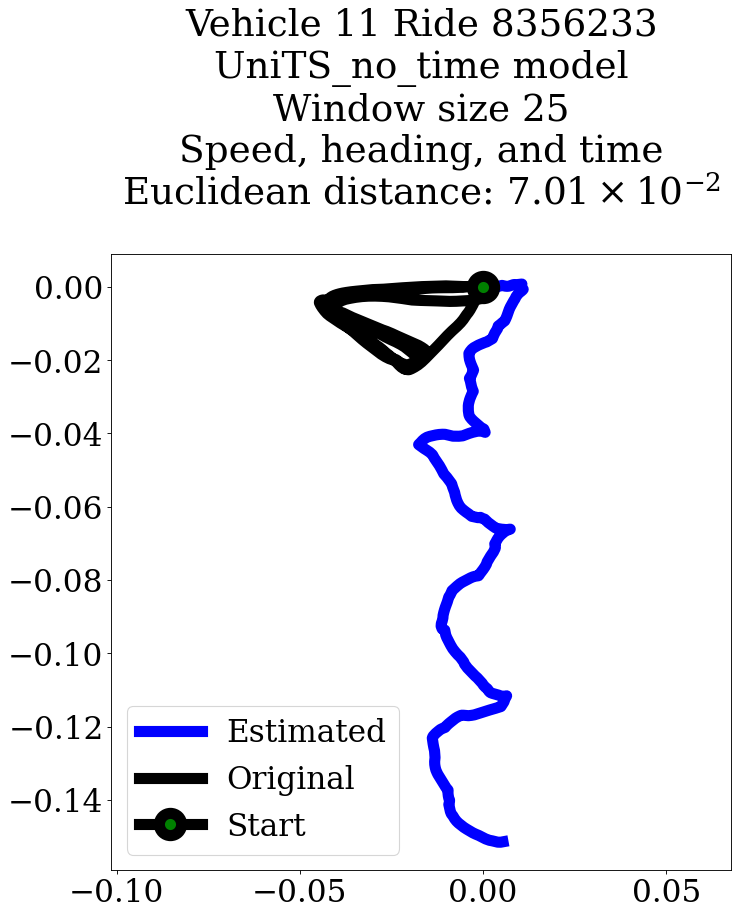 Vehicle 11 Ride 8356233
UniTS_no_time model
Window size 25
Speed, heading, and time
Euclidean distance: 7.01 × 10⁻²
0.00
−0.02
−0.04
−0.06
−0.08
−0.10
−0.12
−0.14
Estimated
Original
Start
−0.10 −0.05 0.00 0.05